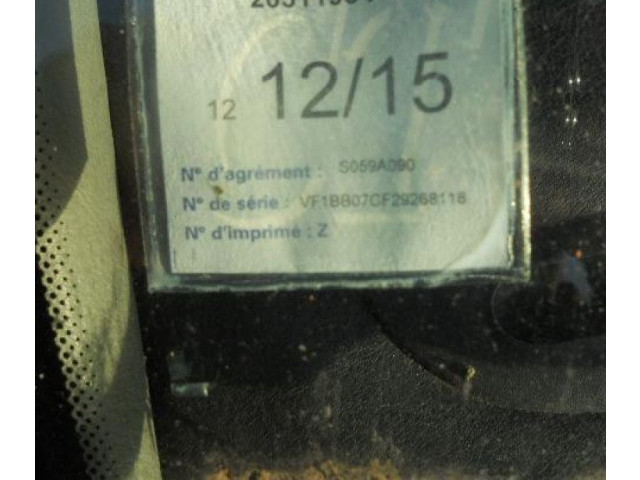 12 12/15
N° d'agrément : S059A090
N° de série : VF1BB07CF29268118
N° d'imprimé : Z